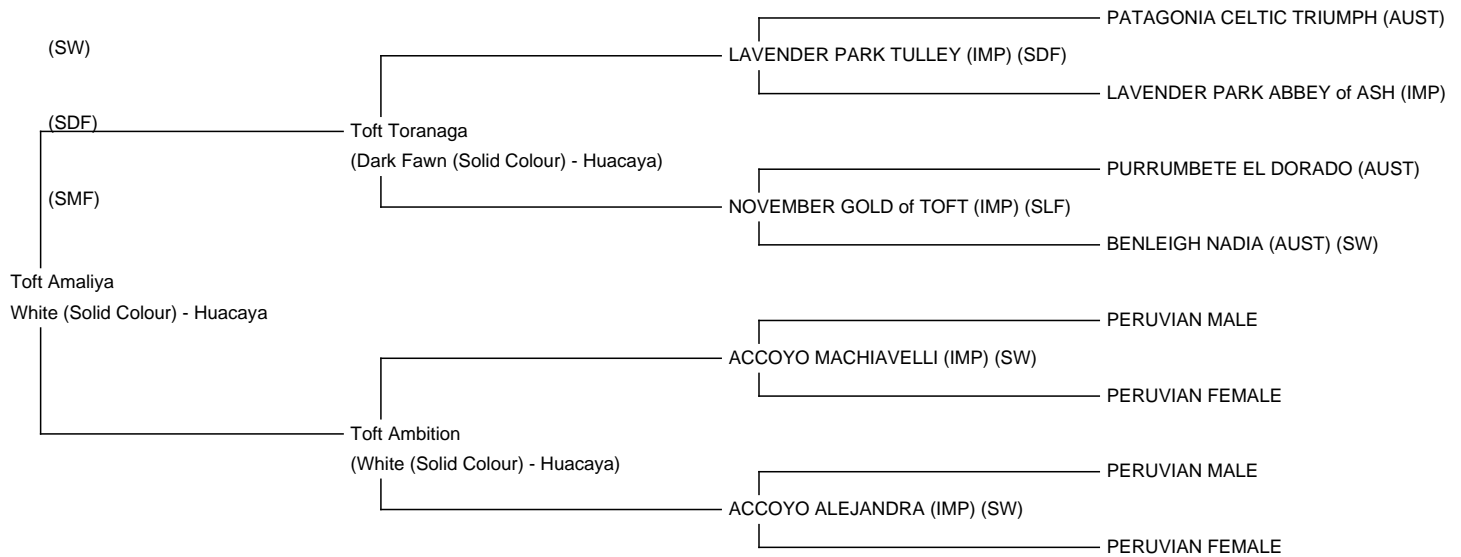 PATAGONIA CELTIC TRIUMPH (AUST)
(SW)
LAVENDER PARK TULLEY (IMP) (SDF)
LAVENDER PARK ABBEY of ASH (IMP)
(SDF)
Toft Toranaga
(Dark Fawn (Solid Colour) - Huacaya)
PURRUMBETE EL DORADO (AUST)
(SMF)
NOVEMBER GOLD of TOFT (IMP) (SLF)
BENLEIGH NADIA (AUST) (SW)
Toft Amaliya
White (Solid Colour) - Huacaya
PERUVIAN MALE
ACCOYO MACHIAVELLI (IMP) (SW)
PERUVIAN FEMALE
Toft Ambition
(White (Solid Colour) - Huacaya)
PERUVIAN MALE
ACCOYO ALEJANDRA (IMP) (SW)
PERUVIAN FEMALE